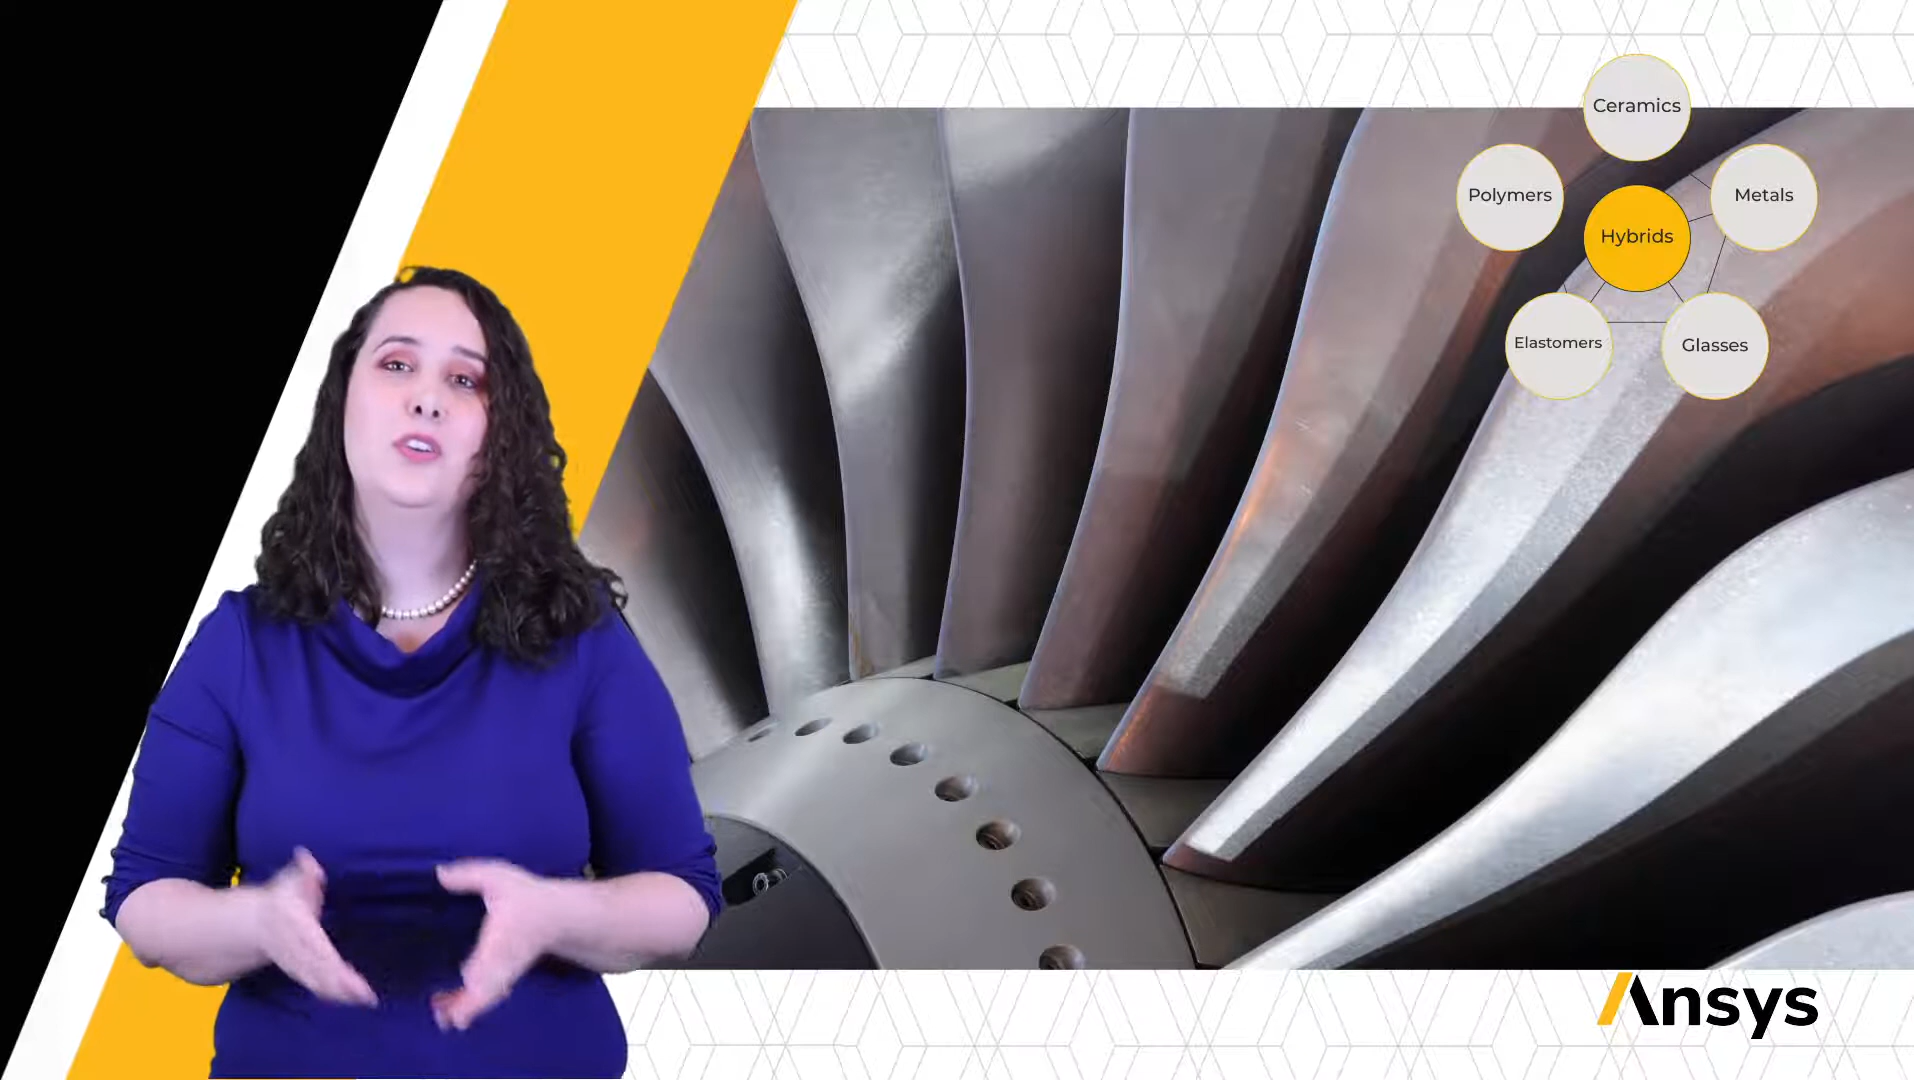 Ceramics
Polymers
Metals
Hybrids
Elastomers
Glasses
Ansys